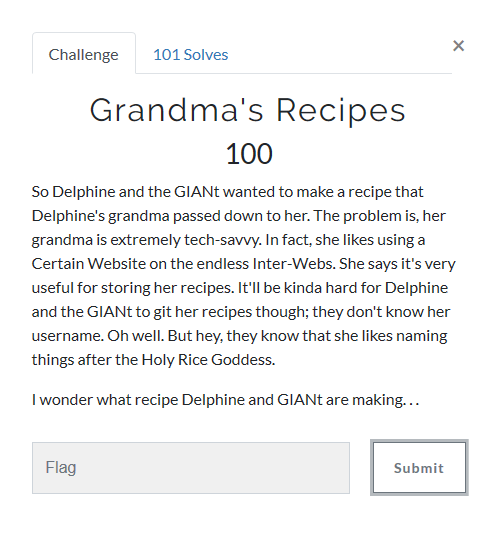 Challenge
101 Solves
×
Grandma's Recipes
100
So Delphine and the GIANt wanted to make a recipe that
Delphine's grandma passed down to her. The problem is, her
grandma is extremely tech-savvy. In fact, she likes using a
Certain Website on the endless Inter-Webs. She says it's very
useful for storing her recipes. It'll be kinda hard for Delphine
and the GIANt to git her recipes though; they don't know her
username. Oh well. But hey, they know that she likes naming
things after the Holy Rice Goddess.
I wonder what recipe Delphine and GIANt are making. . .
Flag
Submit